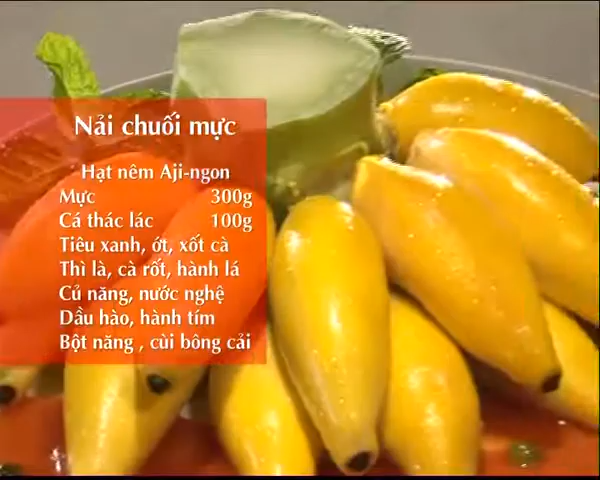 Nải chuối mực
Hạt nêm Aji-ngon
Mực 300g
Cá thác lác 100g
Tiêu xanh, ớt, xốt cà
Thì là, cà rốt, hành lá
Củ năng, nước nghệ
Dầu hào, hành tím
Bột năng , cùi bông cải